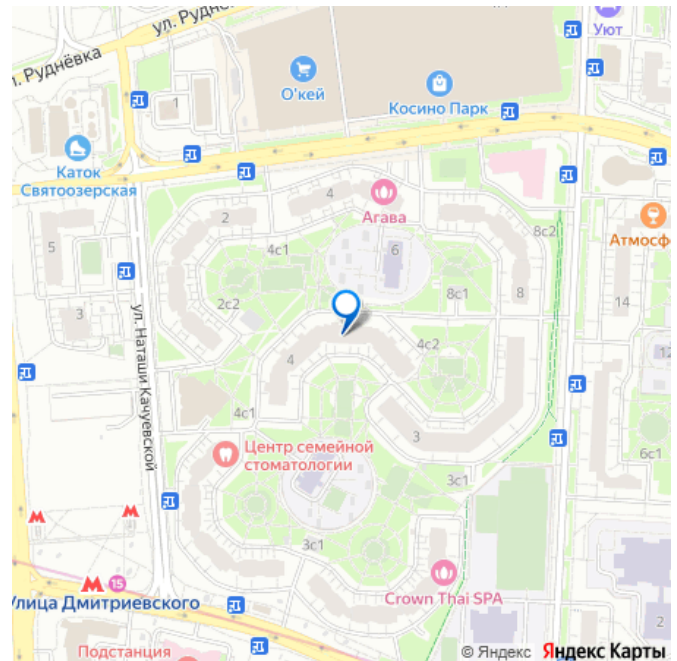 ул. Руднёвка
ул. Руднёвка
Уют
О'кей
Косино Парк
1
Каток
Святоозерская
4
Агава
2
5
4с1
6
8с2
Атмосф
2с2
8с1
8
3
14
ул. Наташи Качуевской
4
4с2
12
4с1
3
Центр семейной
стоматологии
6с1
3с1
3с1
15
Улица Дмитриевского
Crown Thai SPA
2
Подстанция
© Яндекс Яндекс Карты